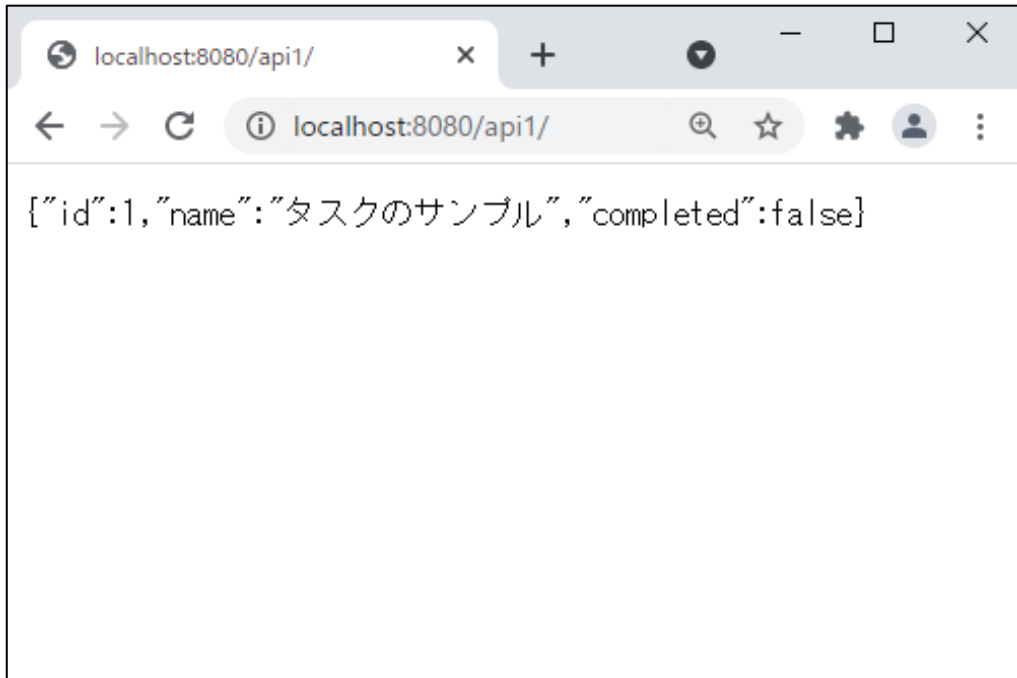 localhost:8080/api1/
localhost:8080/api1/
{"id":1,"name":"タスクのサンプル","completed":false}